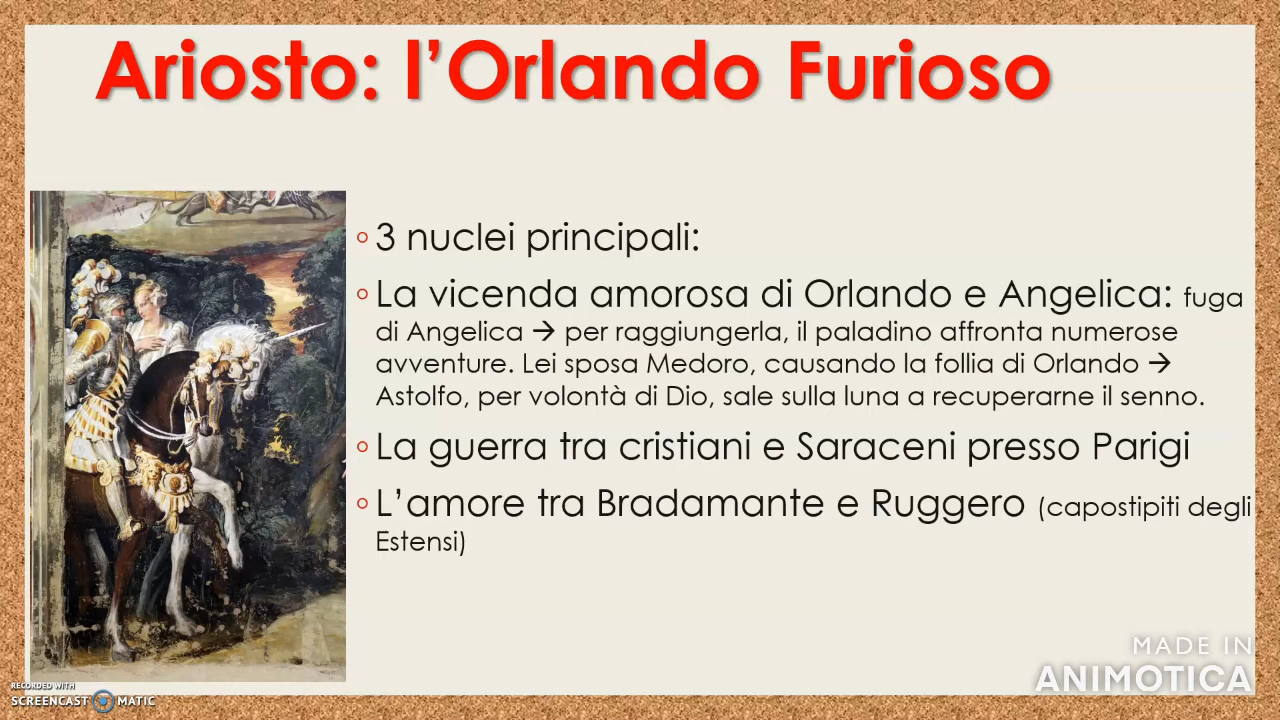 Ariosto: l'Orlando Furioso
◦ 3 nuclei principali:
◦ La vicenda amorosa di Orlando e Angelica: fuga
di Angelica → per raggiungerla, il paladino affronta numerose
avventure. Lei sposa Medoro, causando la follia di Orlando →
Astolfo, per volontà di Dio, sale sulla luna a recuperarne il senno.
◦ La guerra tra cristiani e Saraceni presso Parigi
◦ L'amore tra Bradamante e Ruggero (capostipiti degli
Estensi)
MADE IN
ANIMOTICA
RECORDED WITH
SCREENCAST MATIC